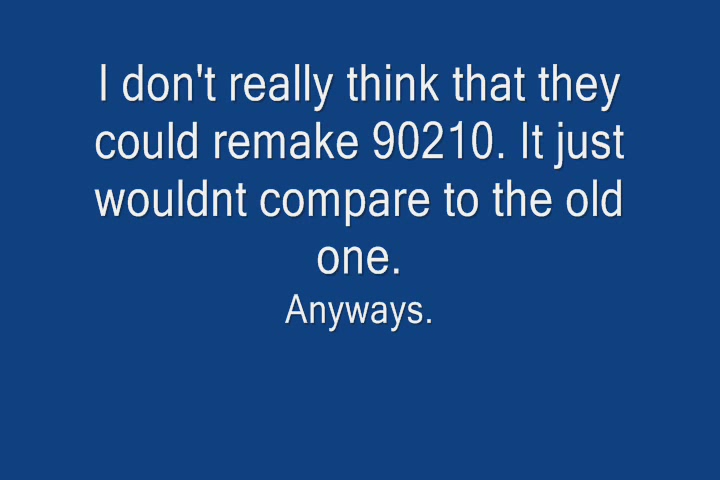 I don't really think that they
could remake 90210. It just
wouldnt compare to the old
one.
Anyways.